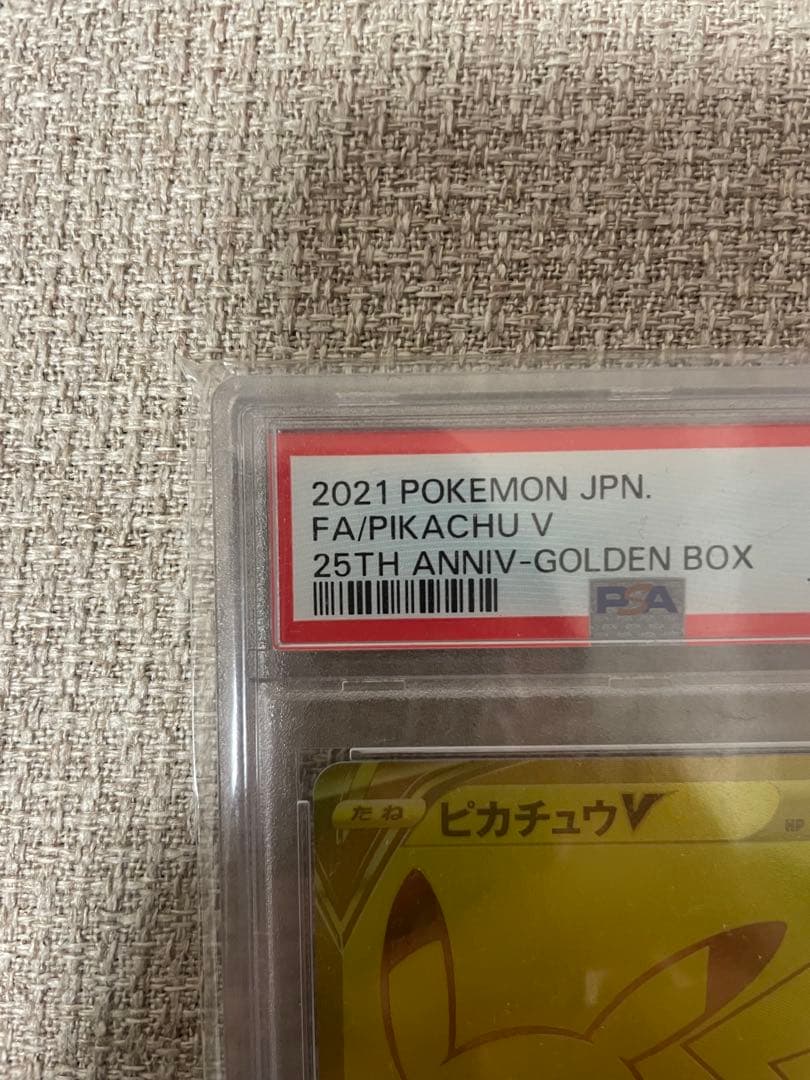 2021 POKEMON JPN.
FA/PIKACHU V
25TH ANNIV-GOLDEN BOX
PSA
たね ピカチュウV HP